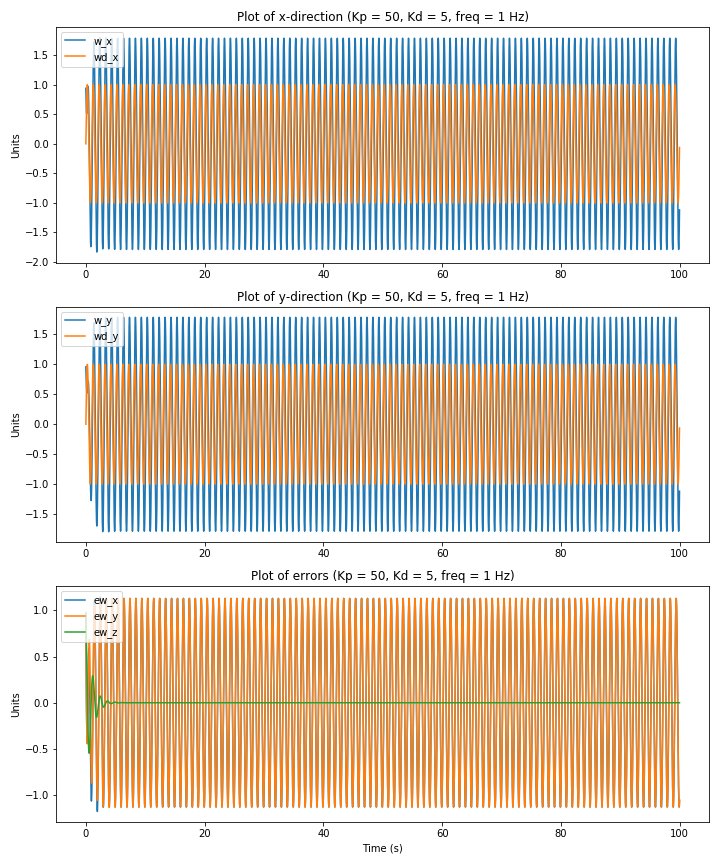 Plot of x-direction (Kp = 50, Kd = 5, freq = 1 Hz)
w_x
wd_x
Units
1.5
1.0
0.5
0.0
−0.5
−1.0
−1.5
−2.0
0 20 40 60 80 100
Plot of y-direction (Kp = 50, Kd = 5, freq = 1 Hz)
w_y
wd_y
Units
1.5
1.0
0.5
0.0
−0.5
−1.0
−1.5
0 20 40 60 80 100
Plot of errors (Kp = 50, Kd = 5, freq = 1 Hz)
ew_x
ew_y
ew_z
Units
1.0
0.5
0.0
−0.5
−1.0
0 20 40 60 80 100
Time (s)